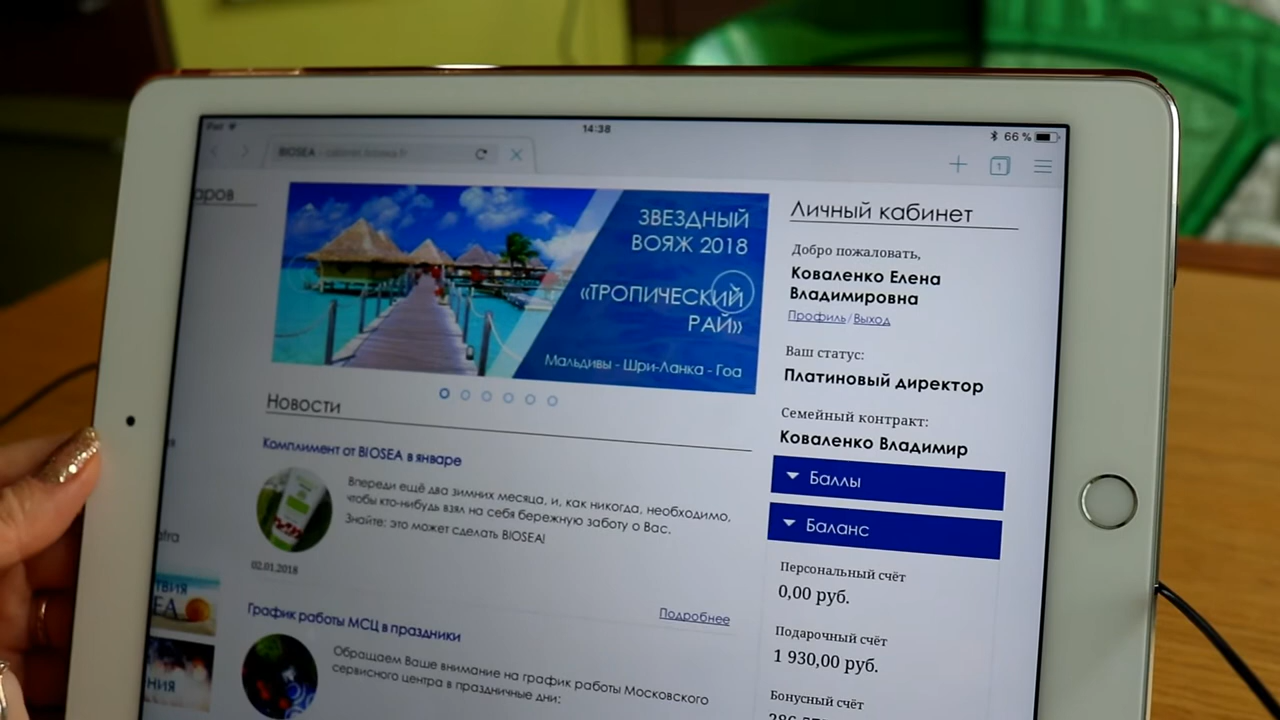 iPad
14:38
66 %
BIOSEA
1
аров
ЗВЕЗДНЫЙ
ВОЯЖ 2018
«ТРОПИЧЕСКИЙ
РАЙ»
Мальдивы - Шри-Ланка - Гоа
Новости
Комплимент от BIOSEA в январе
Впереди ещё два зимних месяца, и, как никогда, необходимо,
чтобы кто-нибудь взял на себя бережную заботу о Вас.
Знайте: это может сделать BIOSEA!
02.01.2018
Подробнее
График работы МСЦ в праздники
Обращаем Ваше внимание на график работы Московского
сервисного центра в праздничные дни:
Личный кабинет
Добро пожаловать,
Коваленко Елена
Владимировна
Профиль/Выход
Ваш статус:
Платиновый директор
Семейный контракт:
Коваленко Владимир
Баллы
Баланс
Персональный счёт
0,00 руб.
Подарочный счёт
1 930,00 руб.
Бонусный счёт